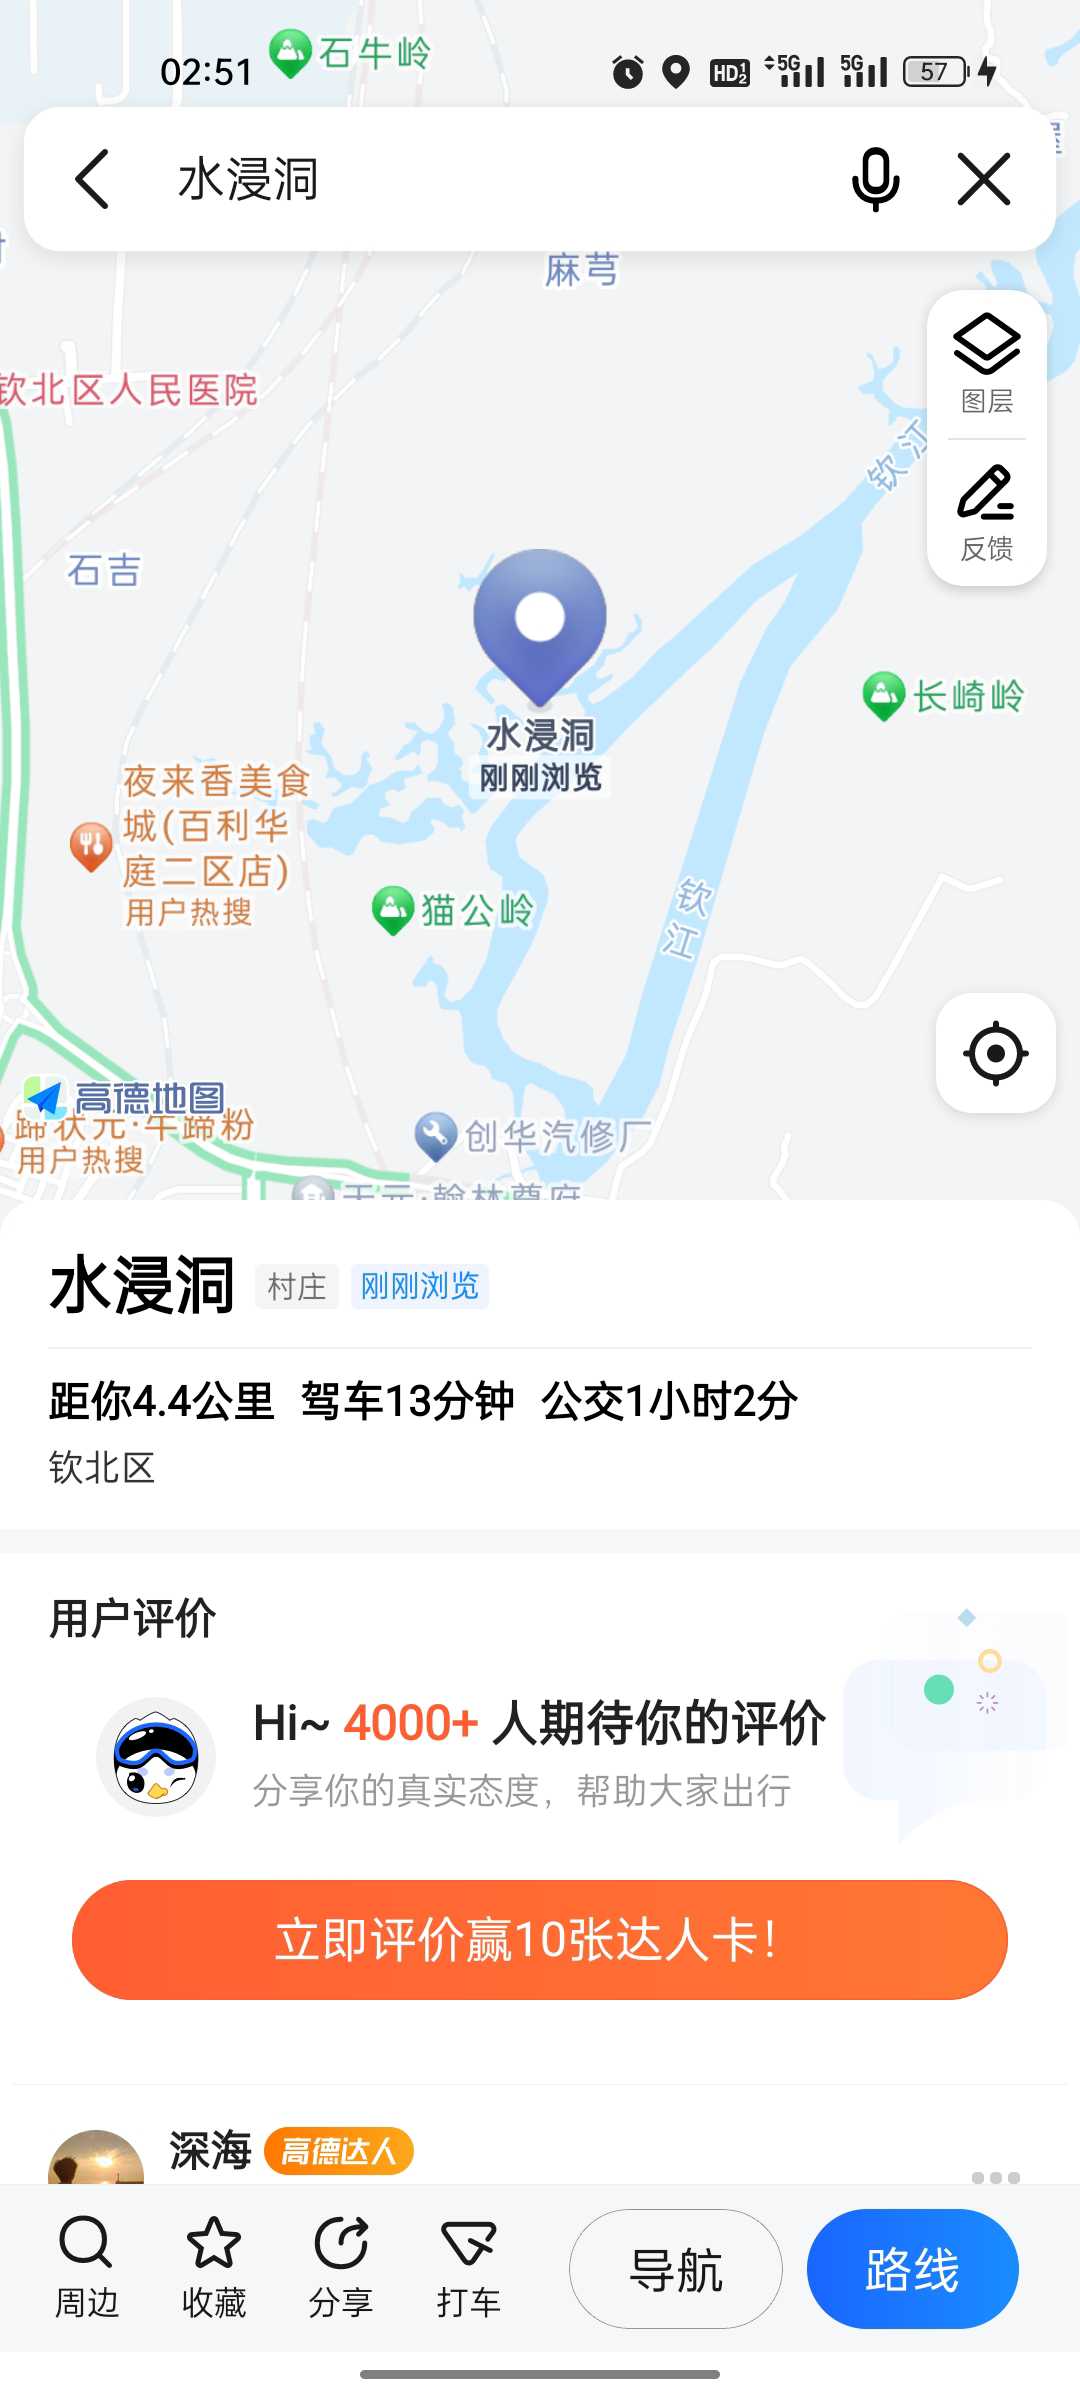 02:51
石牛岭
HD 1 2
5G
5G
57
水浸洞
麻芎
图层
钦北区人民医院
钦江
反馈
石吉
长崎岭
水浸洞
刚刚浏览
夜来香美食
城(百利华
庭二区店)
用户热搜
猫公岭
钦江
高德地图
蹄状元·牛蹄粉
用户热搜
创华汽修厂
水浸洞
村庄
刚刚浏览
距你4.4公里 驾车13分钟 公交1小时2分
钦北区
用户评价
Hi~ 4000+ 人期待你的评价
分享你的真实态度，帮助大家出行
立即评价赢10张达人卡！
深海
高德达人
周边
收藏
分享
打车
导航
路线